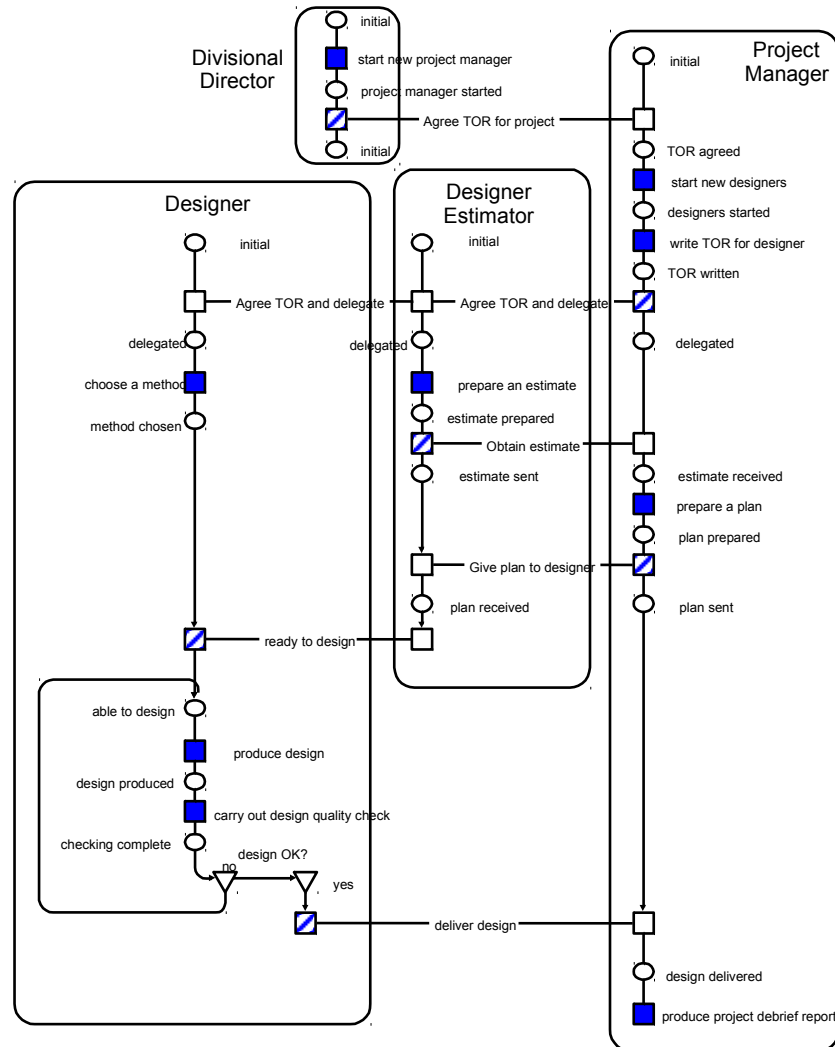 initial
Divisional
Director
start new project manager
project manager started
Agree TOR for project
initial
Project
Manager
initial
TOR agreed
start new designers
designers started
write TOR for designer
TOR written
delegated
Designer
initial
Agree TOR and delegate
delegated
choose a method
method chosen
Designer
Estimator
initial
Agree TOR and delegate
delegated
prepare an estimate
estimate prepared
Obtain estimate
estimate sent
estimate received
prepare a plan
plan prepared
Give plan to designer
plan received
plan sent
ready to design
able to design
produce design
design produced
carry out design quality check
checking complete
design OK?
no
yes
deliver design
design delivered
produce project debrief report